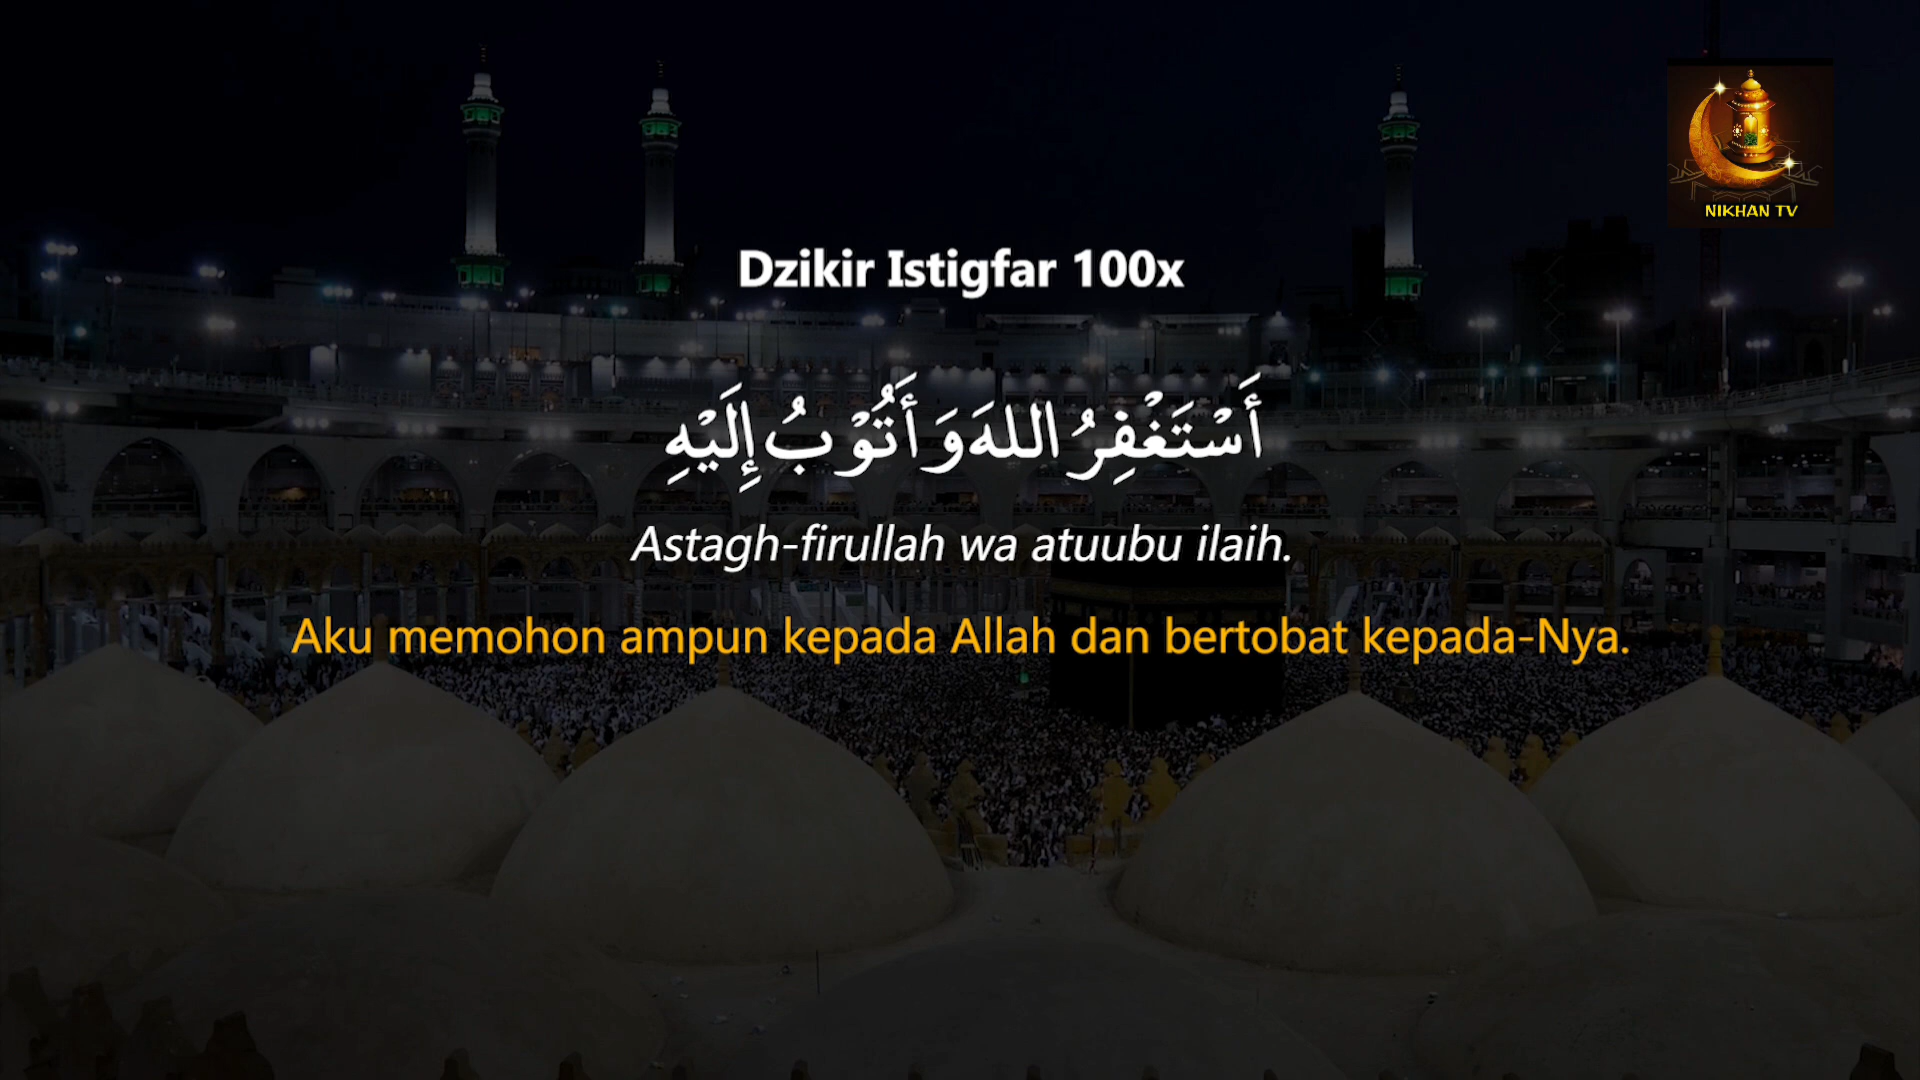 NIKHAN TV
Dzikir Istigfar 100x
أَسْتَغْفِرُ اللهَ وَ أَتُوْبُ إِلَيْهِ
Astagh-firullah wa atuubu ilaih.
Aku memohon ampun kepada Allah dan bertobat kepada-Nya.